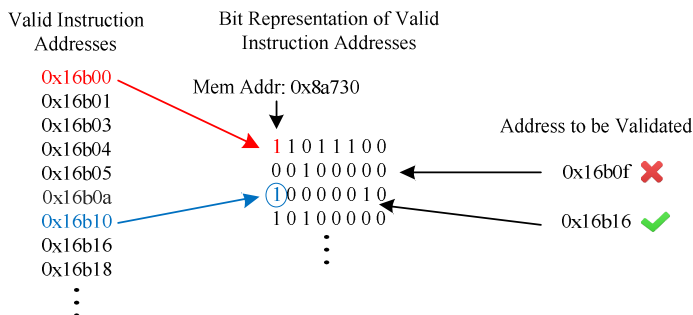 Valid Instruction
Addresses
0x16b00
0x16b01
0x16b03
0x16b04
0x16b05
0x16b0a
0x16b10
0x16b16
0x16b18
Bit Representation of Valid
Instruction Addresses
Mem Addr: 0x8a730
1 1 0 1 1 1 0 0
0 0 1 0 0 0 0 0
1 0 0 0 0 0 1 0
1 0 1 0 0 0 0 0
Address to be Validated
0x16b0f
0x16b16